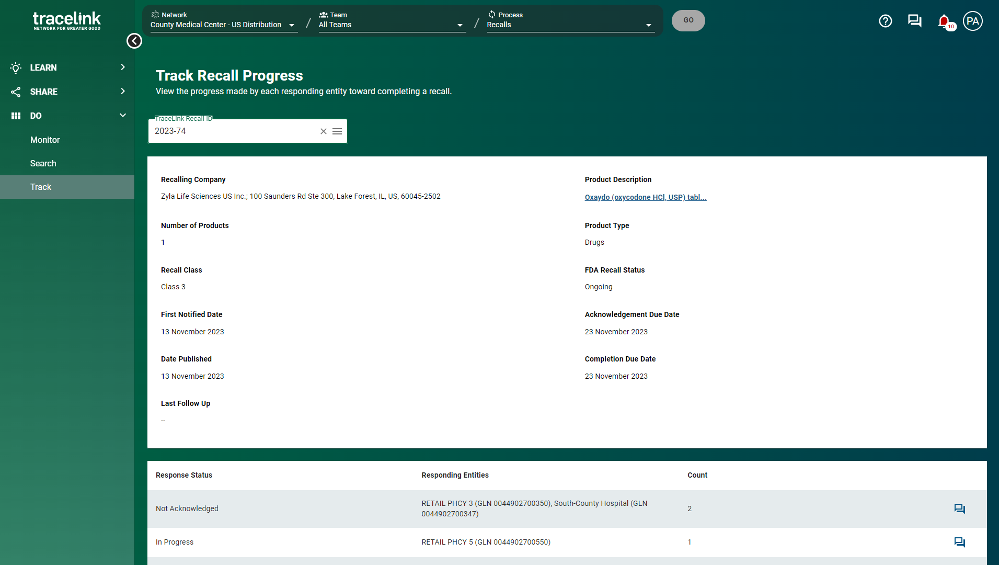 tracelink
NETWORK FOR GREATER GOOD
Network
County Medical Center - US Distribution
/
Team
All Teams
/
Process
Recalls
GO
10
PA
LEARN
SHARE
DO
Monitor
Search
Track
Track Recall Progress
View the progress made by each responding entity toward completing a recall.
TraceLink Recall ID
2023-74
Recalling Company
Zyla Life Sciences US Inc.; 100 Saunders Rd Ste 300, Lake Forest, IL, US, 60045-2502
Product Description
Oxaydo (oxycodone HCl, USP) tabl...
Number of Products
1
Product Type
Drugs
Recall Class
Class 3
FDA Recall Status
Ongoing
First Notified Date
13 November 2023
Acknowledgement Due Date
23 November 2023
Date Published
13 November 2023
Completion Due Date
23 November 2023
Last Follow Up
--
Response Status
Responding Entities
Count
Not Acknowledged
RETAIL PHCY 3 (GLN 0044902700350), South-County Hospital (GLN
0044902700347)
2
In Progress
RETAIL PHCY 5 (GLN 0044902700550)
1